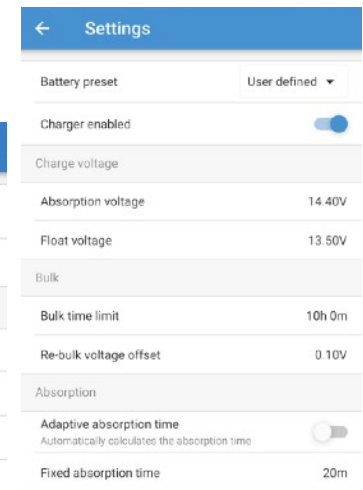 Settings
Battery preset User defined
Charger enabled
Charge voltage
Absorption voltage 14.40V
Float voltage 13.50V
Bulk
Bulk time limit 10h 0m
Re-bulk voltage offset 0.10V
Absorption
Adaptive absorption time
Automatically calculates the absorption time
Fixed absorption time 20m